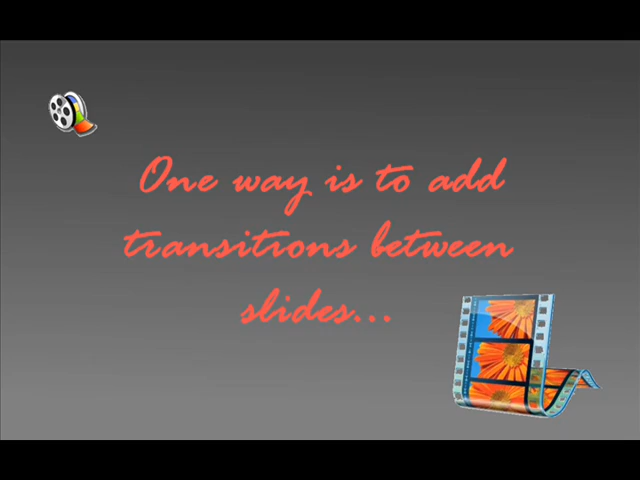 One way is to add
transitions between
slides...